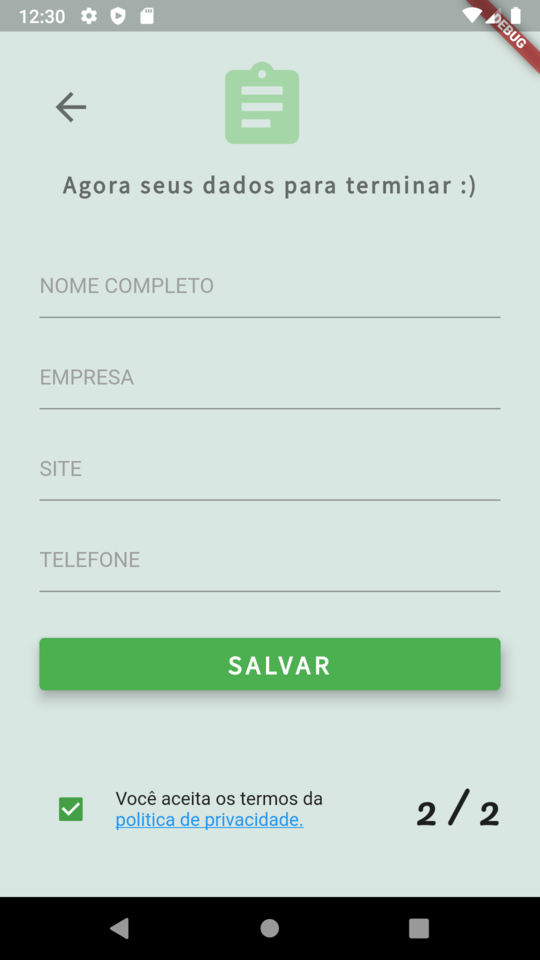 12:30
DEBUG
Agora seus dados para terminar :)
NOME COMPLETO
EMPRESA
SITE
TELEFONE
SALVAR
Você aceita os termos da
politica de privacidade.
2 / 2